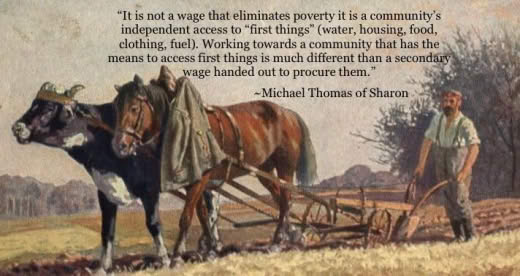 “It is not a wage that eliminates poverty it is a community’s
independent access to “first things” (water, housing, food,
clothing, fuel). Working towards a community that has the
means to access first things is much different than a secondary
wage handed out to procure them.”
~Michael Thomas of Sharon